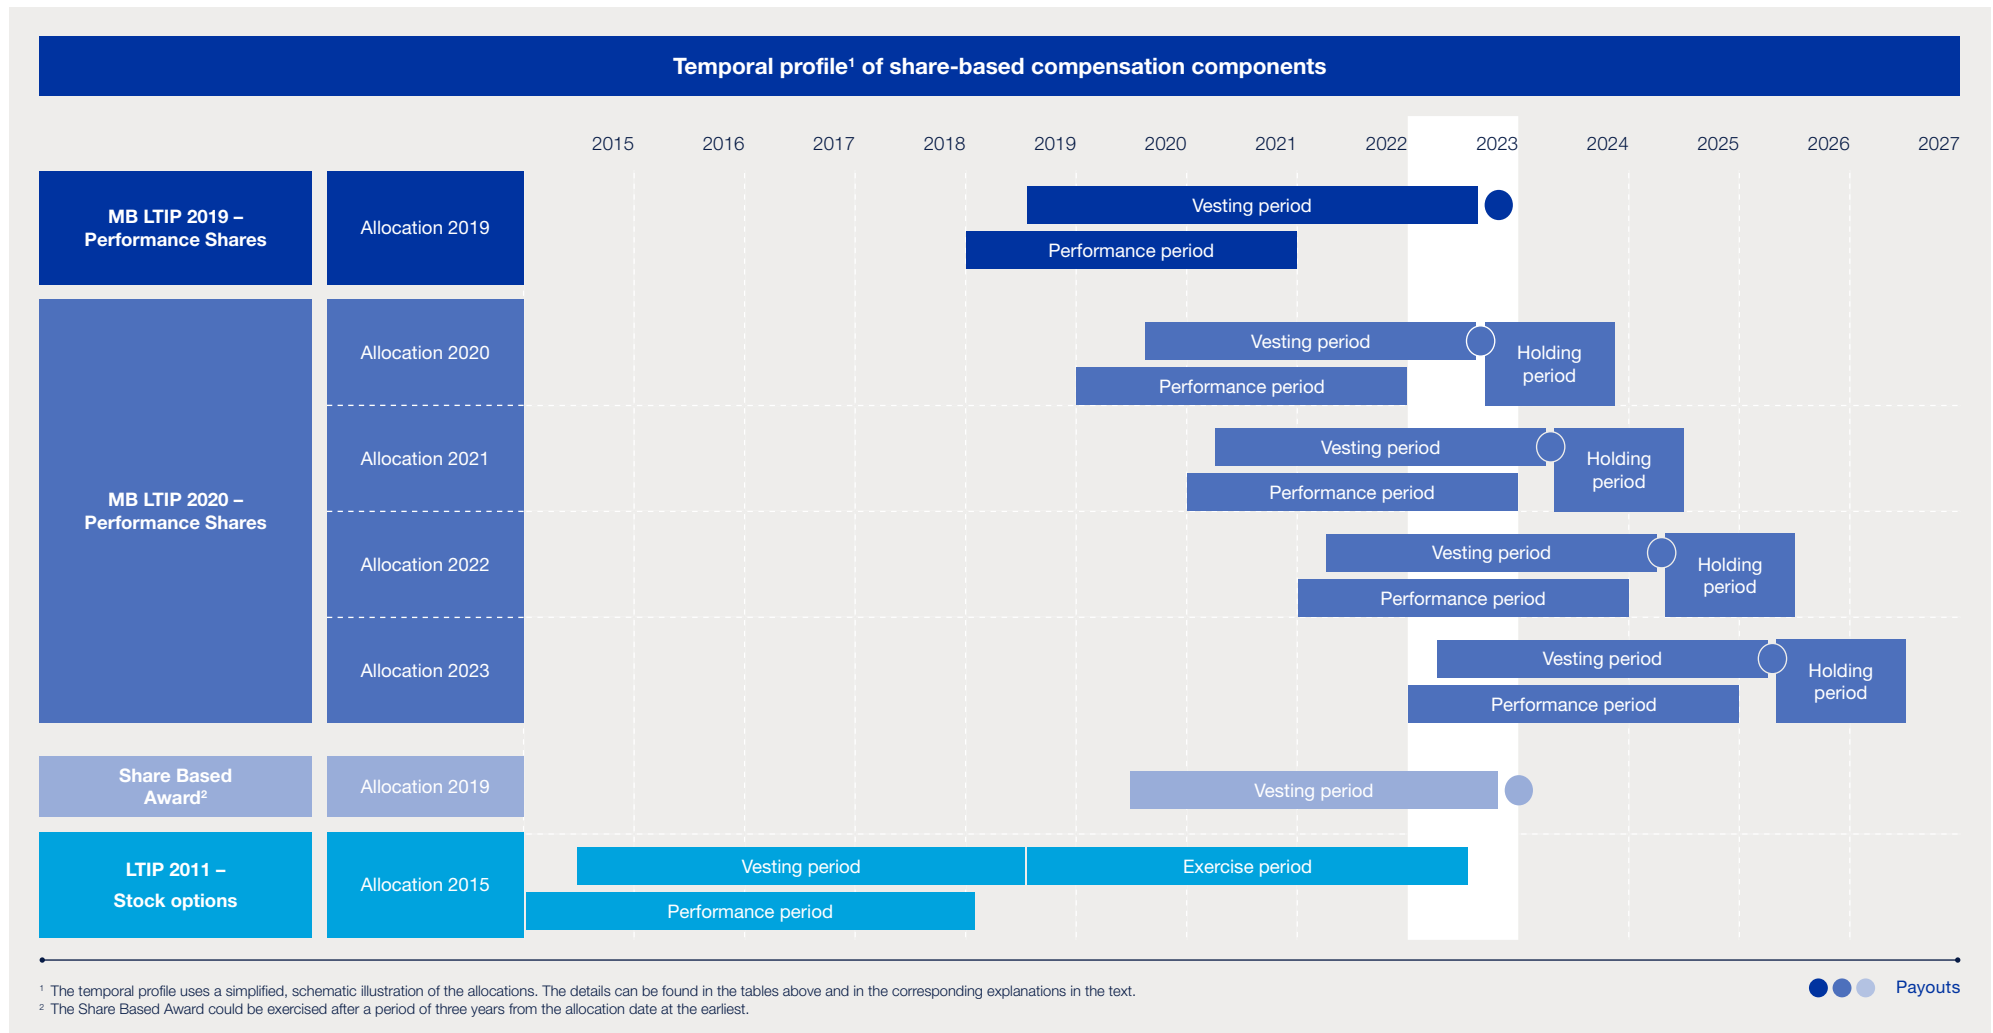 Temporal profile¹ of share-based compensation components
2015 2016 2017 2018 2019 2020 2021 2022 2023 2024 2025 2026 2027
MB LTIP 2019 –
Performance Shares
Allocation 2019
Vesting period
Performance period
MB LTIP 2020 –
Performance Shares
Allocation 2020
Vesting period
Performance period
Holding
period
Allocation 2021
Vesting period
Performance period
Holding
period
Allocation 2022
Vesting period
Performance period
Holding
period
Allocation 2023
Vesting period
Performance period
Holding
period
Share Based
Award²
Allocation 2019
Vesting period
LTIP 2011 –
Stock options
Allocation 2015
Vesting period
Exercise period
Performance period
¹ The temporal profile uses a simplified, schematic illustration of the allocations. The details can be found in the tables above and in the corresponding explanations in the text.
² The Share Based Award could be exercised after a period of three years from the allocation date at the earliest.
Payouts